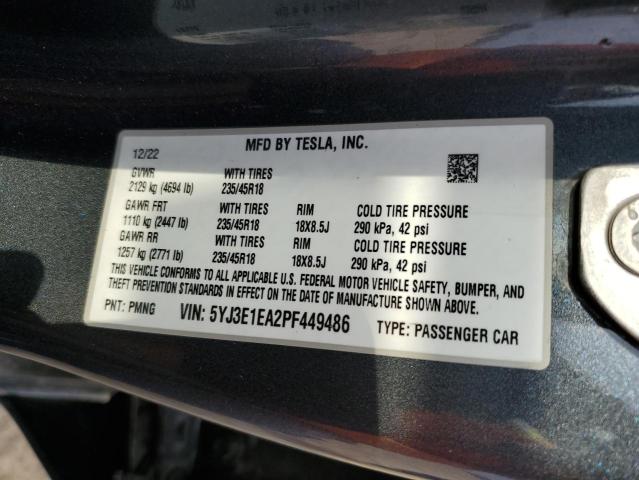 MFD BY TESLA, INC.
12/22
GVWR WITH TIRES
2129 kg (4694 lb) 235/45R18
GAWR FRT WITH TIRES RIM COLD TIRE PRESSURE
1110 kg (2447 lb) 235/45R18 18X8.5J 290 kPa, 42 psi
GAWR RR WITH TIRES RIM COLD TIRE PRESSURE
1257 kg (2771 lb) 235/45R18 18X8.5J 290 kPa, 42 psi
THIS VEHICLE CONFORMS TO ALL APPLICABLE U.S. FEDERAL MOTOR VEHICLE SAFETY, BUMPER, AND
THEFT PREVENTION STANDARDS IN EFFECT ON THE DATE OF MANUFACTURE SHOWN ABOVE.
PNT: PMNG VIN: 5YJ3E1EA2PF449486 TYPE: PASSENGER CAR